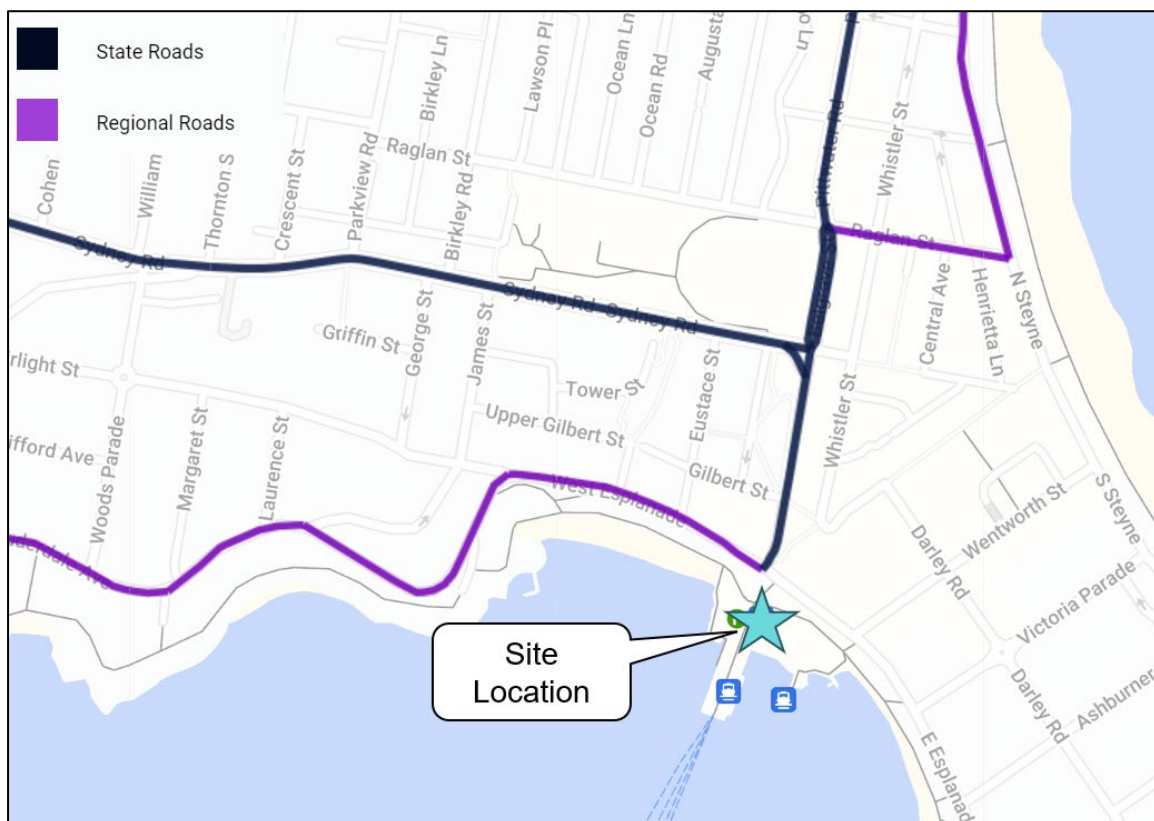 State Roads
Regional Roads
Cohen
William
Thornton S
Crescent St
Parkview Rd
Birkley Ln
Birkley Rd
Raglan St
Lawson Pl
Ocean Ln
Ocean Rd
Augusta
o Ln
Pittwater Rd
Whistler St
Raglan St
Central Ave
Henrietta Ln
N Steyne
Sydney Rd
Sydney Rd
Sydney Rd
Griffin St
George St
James St
Tower St
Upper Gilbert St
Eustace St
Gilbert St
Whistler St
rlight St
ifford Ave
Woods Parade
Margaret St
Laurence St
West Esplanade
Wentworth St
S Steyne
Darley Rd
Victoria Parade
Darley Rd
Ashburner
E Esplanad
Site
Location